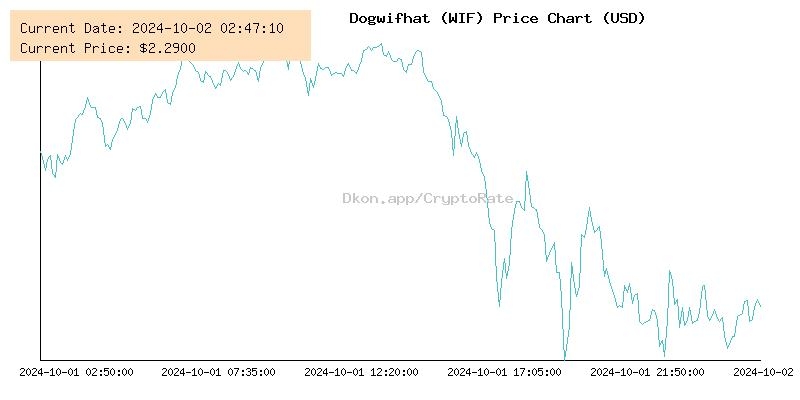 Dogwifhat (WIF) Price Chart (USD)
Current Date: 2024-10-02 02:47:10
Current Price: $2.2900
Dkon.app/CryptoRate
2024-10-01 02:50:00 2024-10-01 07:35:00 2024-10-01 12:20:00 2024-10-01 17:05:00 2024-10-01 21:50:00 2024-10-02